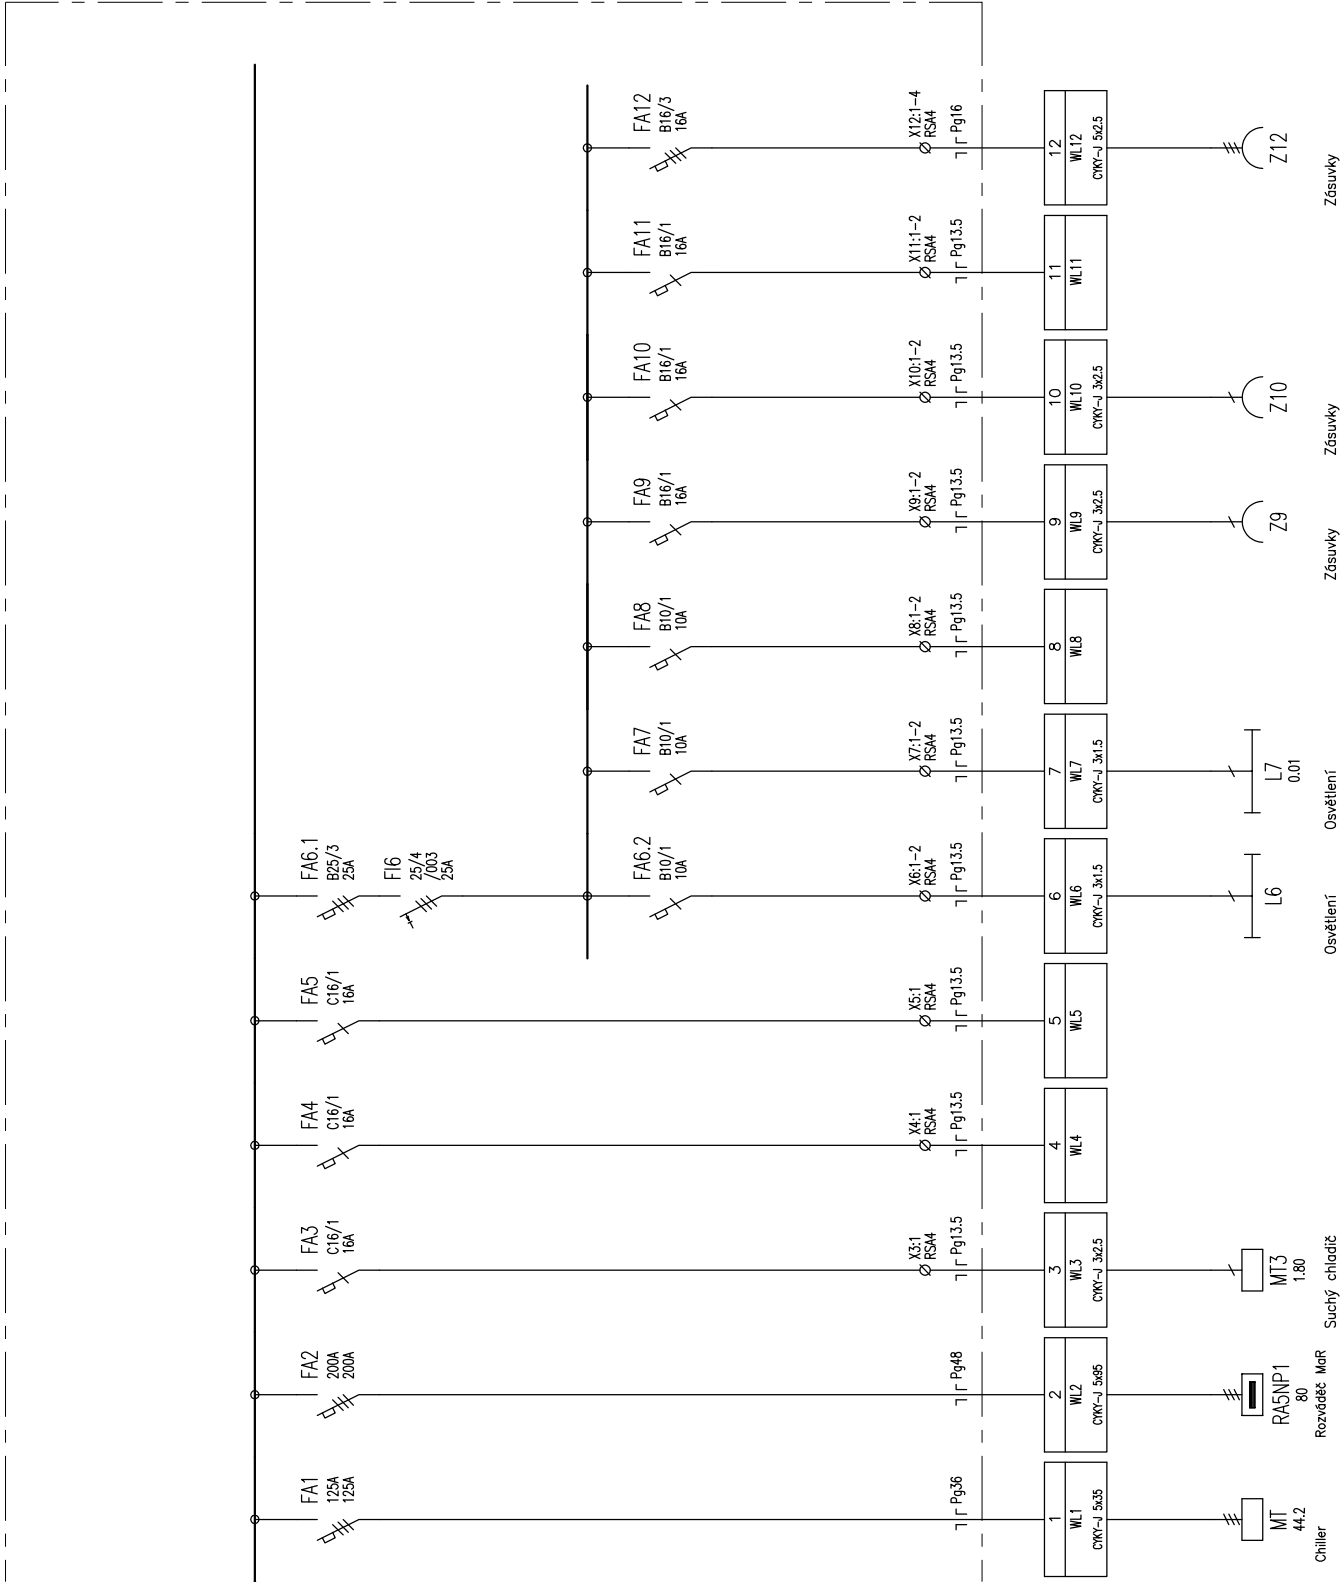 FA1
125A
125A
Pg36
1
WL1
CYKY-J 5x35
MT
44.2
Chiller
FA2
200A
200A
Pg48
2
WL2
CYKY-J 5x95
RA5NP1
80
Rozváděč MaR
FA3
C16/1
16A
X3:1
RSA4
Pg13.5
3
WL3
CYKY-J 3x2.5
MT3
1.80
Suchý chladič
FA4
C16/1
16A
X4:1
RSA4
Pg13.5
4
WL4
FA5
C16/1
16A
X5:1
RSA4
Pg13.5
5
WL5
FA6.1
B25/3
25A
FI6
25/4
/003
25A
FA6.2
B10/1
10A
X6:1-2
RSA4
Pg13.5
6
WL6
CYKY-J 3x1.5
L6
Osvětlení
FA7
B10/1
10A
X7:1-2
RSA4
Pg13.5
7
WL7
CYKY-J 3x1.5
L7
0.01
Osvětlení
FA8
B10/1
10A
X8:1-2
RSA4
Pg13.5
8
WL8
FA9
B16/1
16A
X9:1-2
RSA4
Pg13.5
9
WL9
CYKY-J 3x2.5
Z9
Zásuvky
FA10
B16/1
16A
X10:1-2
RSA4
Pg13.5
10
WL10
CYKY-J 3x2.5
Z10
Zásuvky
FA11
B16/1
16A
X11:1-2
RSA4
Pg13.5
11
WL11
FA12
B16/3
16A
X12:1-4
RSA4
Pg16
12
WL12
CYKY-J 5x2.5
Z12
Zásuvky